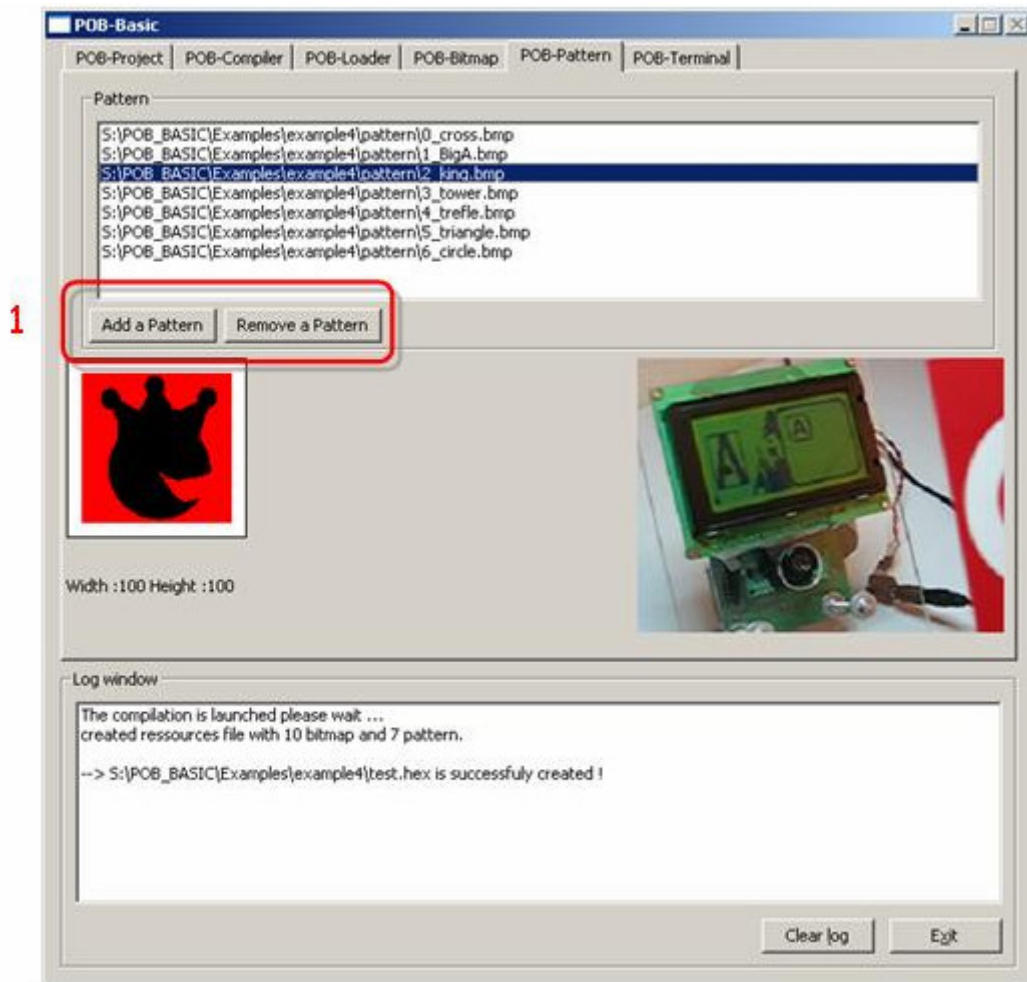 POB-Basic
POB-Project POB-Compiler POB-Loader POB-Bitmap POB-Pattern POB-Terminal
Pattern
S:\POB_BASIC\Examples\example4\pattern\0_cross.bmp
S:\POB_BASIC\Examples\example4\pattern\1_BigA.bmp
S:\POB_BASIC\Examples\example4\pattern\2_king.bmp
S:\POB_BASIC\Examples\example4\pattern\3_tower.bmp
S:\POB_BASIC\Examples\example4\pattern\4_trefle.bmp
S:\POB_BASIC\Examples\example4\pattern\5_triangle.bmp
S:\POB_BASIC\Examples\example4\pattern\6_circle.bmp
1
Add a Pattern Remove a Pattern
A A
Width :100 Height :100
Log window
The compilation is launched please wait ...
created ressources file with 10 bitmap and 7 pattern.
--> S:\POB_BASIC\Examples\example4\test.hex is successfuly created !
Clear log Exit